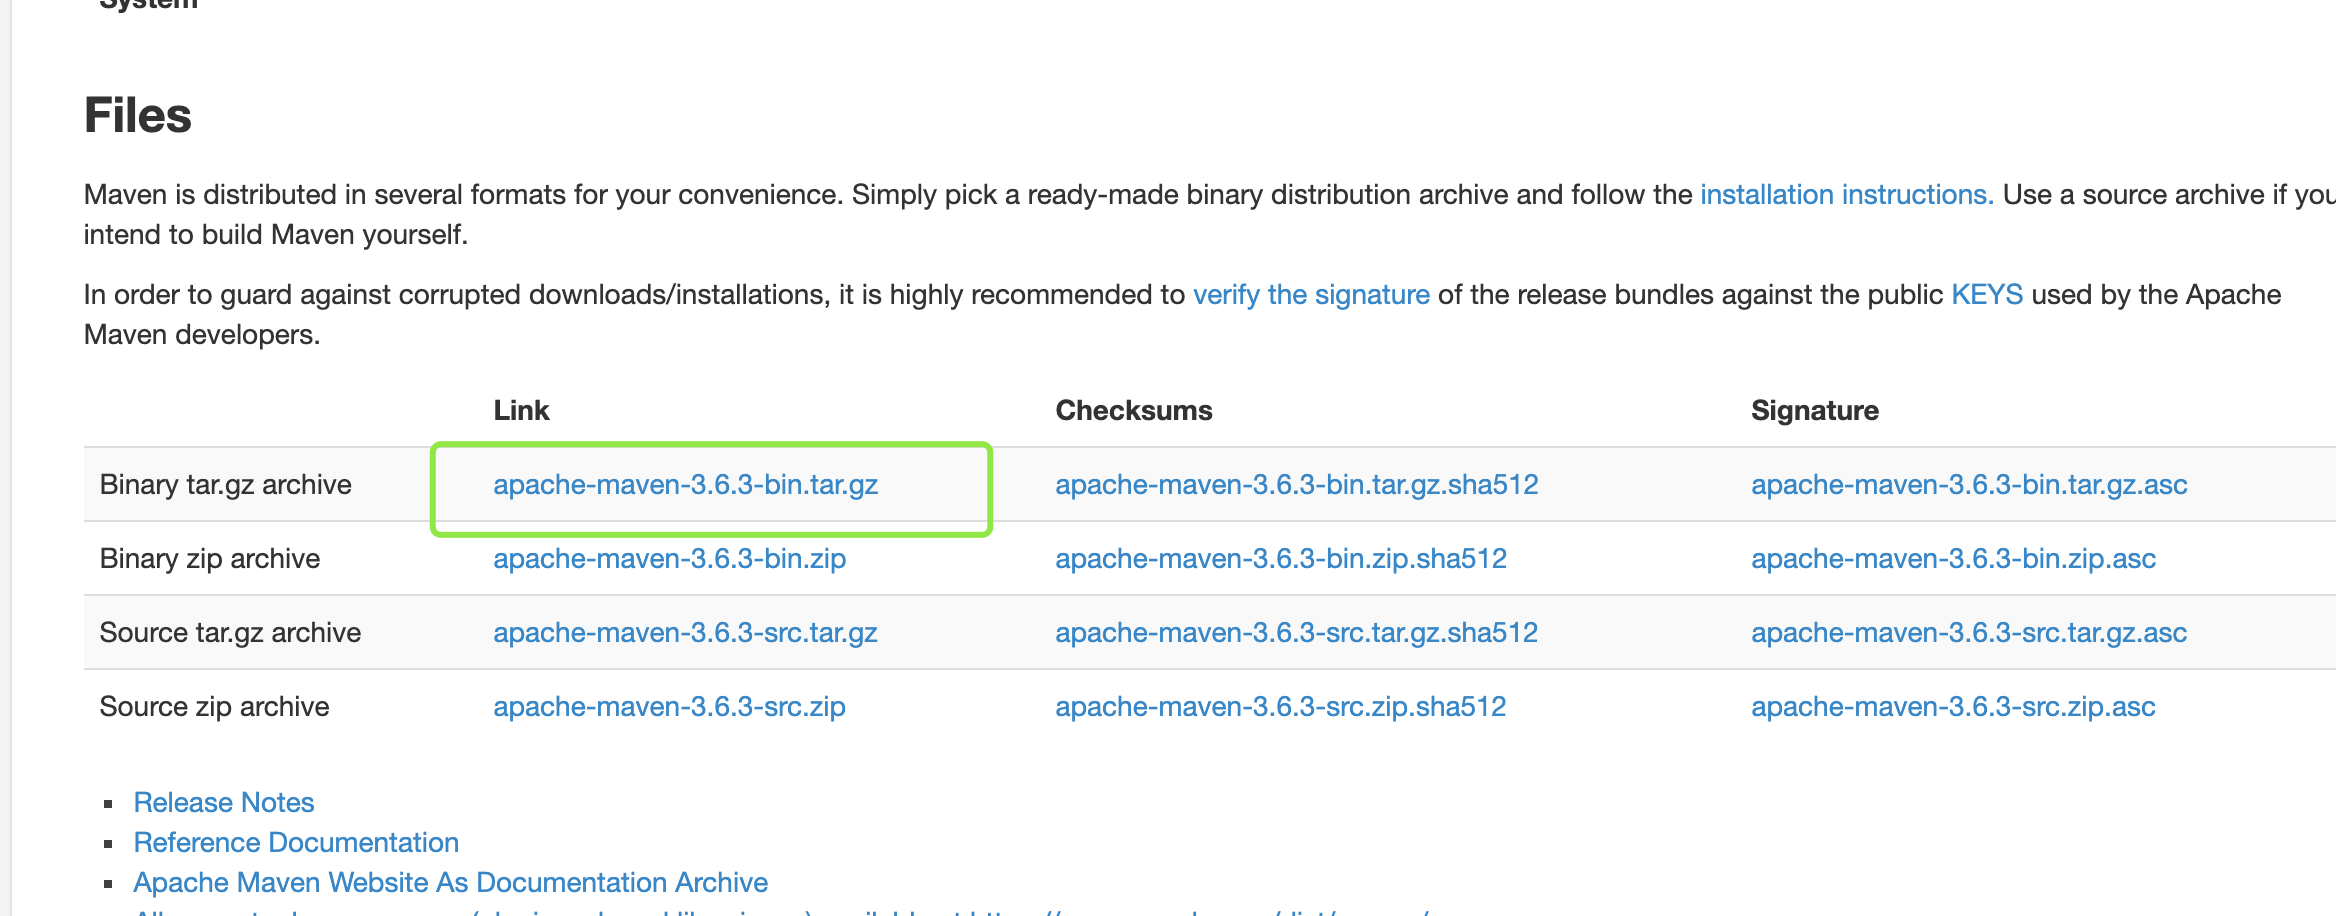 System
Files
Maven is distributed in several formats for your convenience. Simply pick a ready-made binary distribution archive and follow the installation instructions. Use a source archive if you
intend to build Maven yourself.
In order to guard against corrupted downloads/installations, it is highly recommended to verify the signature of the release bundles against the public KEYS used by the Apache
Maven developers.
Link Checksums Signature
Binary tar.gz archive apache-maven-3.6.3-bin.tar.gz apache-maven-3.6.3-bin.tar.gz.sha512 apache-maven-3.6.3-bin.tar.gz.asc
Binary zip archive apache-maven-3.6.3-bin.zip apache-maven-3.6.3-bin.zip.sha512 apache-maven-3.6.3-bin.zip.asc
Source tar.gz archive apache-maven-3.6.3-src.tar.gz apache-maven-3.6.3-src.tar.gz.sha512 apache-maven-3.6.3-src.tar.gz.asc
Source zip archive apache-maven-3.6.3-src.zip apache-maven-3.6.3-src.zip.sha512 apache-maven-3.6.3-src.zip.asc
Release Notes
Reference Documentation
Apache Maven Website As Documentation Archive